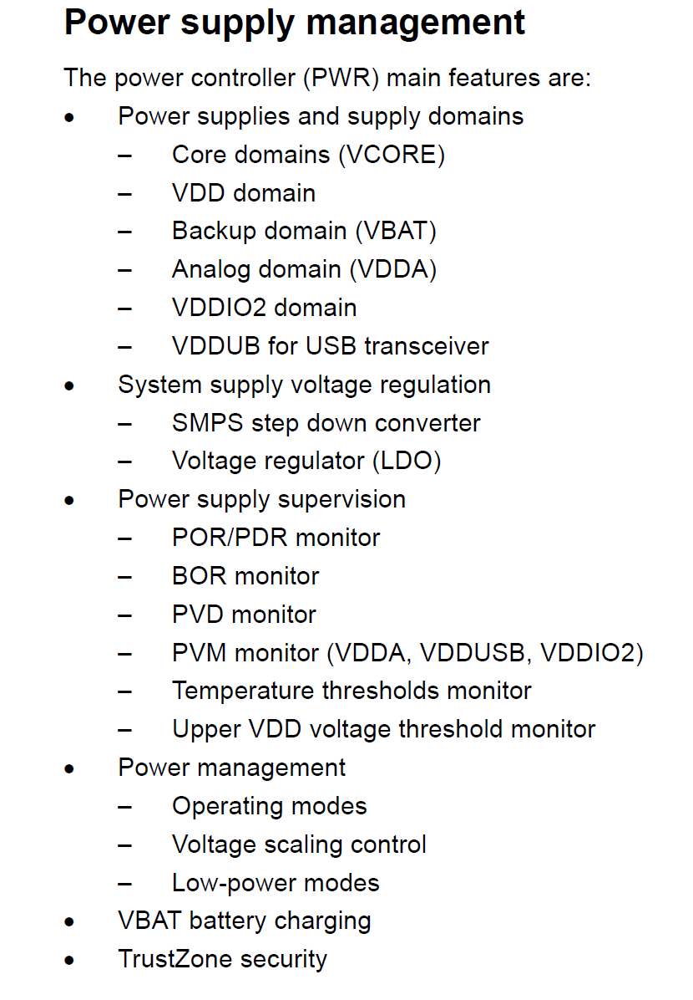 Power supply management
The power controller (PWR) main features are:
• Power supplies and supply domains
– Core domains (VCORE)
– VDD domain
– Backup domain (VBAT)
– Analog domain (VDDA)
– VDDIO2 domain
– VDDUB for USB transceiver
• System supply voltage regulation
– SMPS step down converter
– Voltage regulator (LDO)
• Power supply supervision
– POR/PDR monitor
– BOR monitor
– PVD monitor
– PVM monitor (VDDA, VDDUSB, VDDIO2)
– Temperature thresholds monitor
– Upper VDD voltage threshold monitor
• Power management
– Operating modes
– Voltage scaling control
– Low-power modes
• VBAT battery charging
• TrustZone security